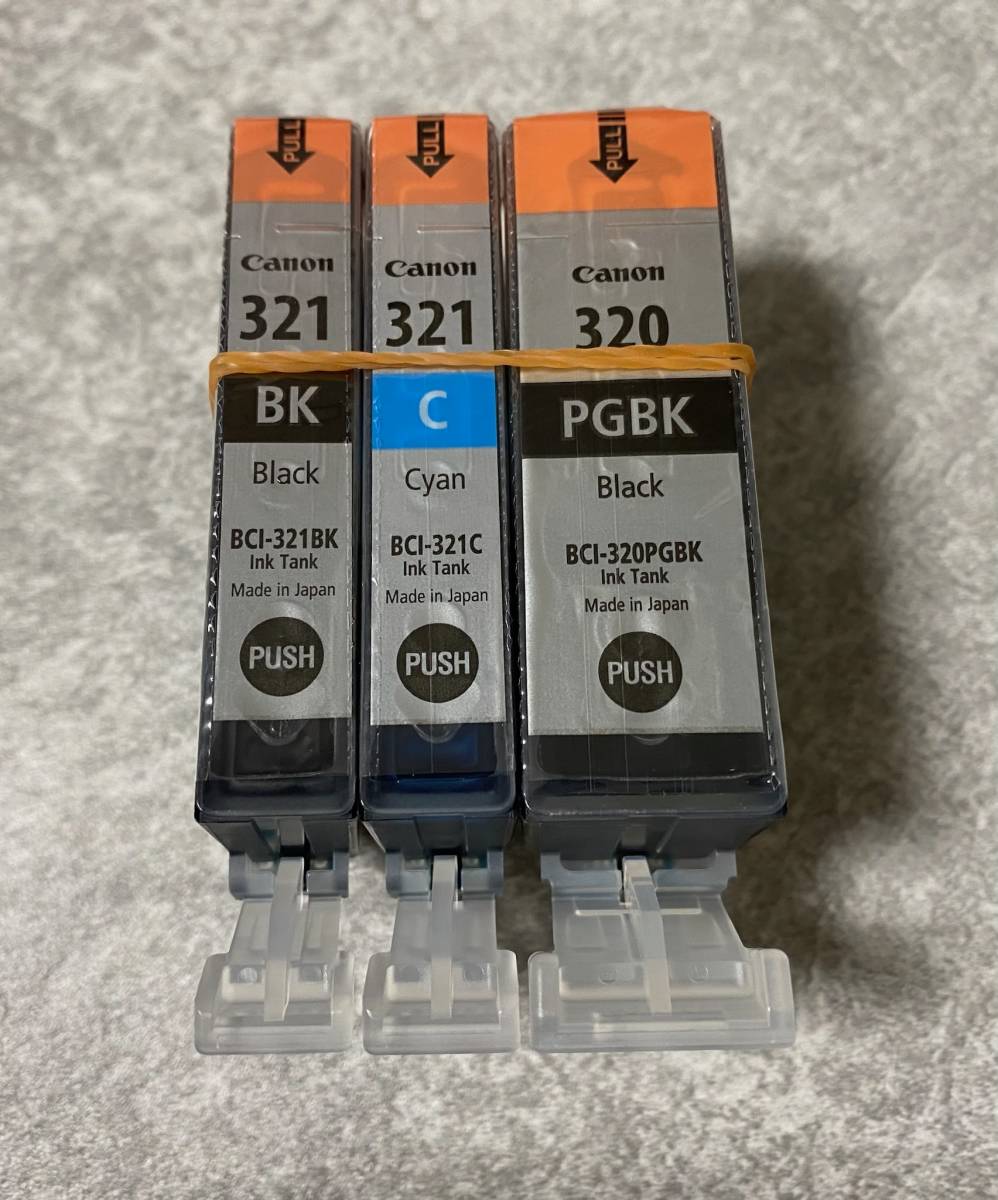 PULL
Canon
321
BK
Black
BCI-321BK
Ink Tank
Made in Japan
PUSH
PULL
Canon
321
C
Cyan
BCI-321C
Ink Tank
Made in Japan
PUSH
PULL
Canon
320
PGBK
Black
BCI-320PGBK
Ink Tank
Made in Japan
PUSH